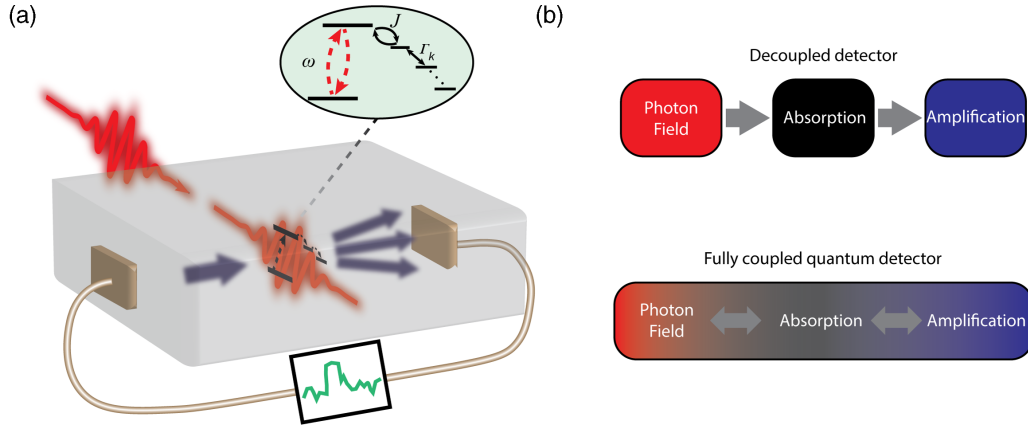 (a)
ω
J
Γk
(b)
Decoupled detector
Photon
Field
Absorption
Amplification
Fully coupled quantum detector
Photon
Field
Absorption
Amplification